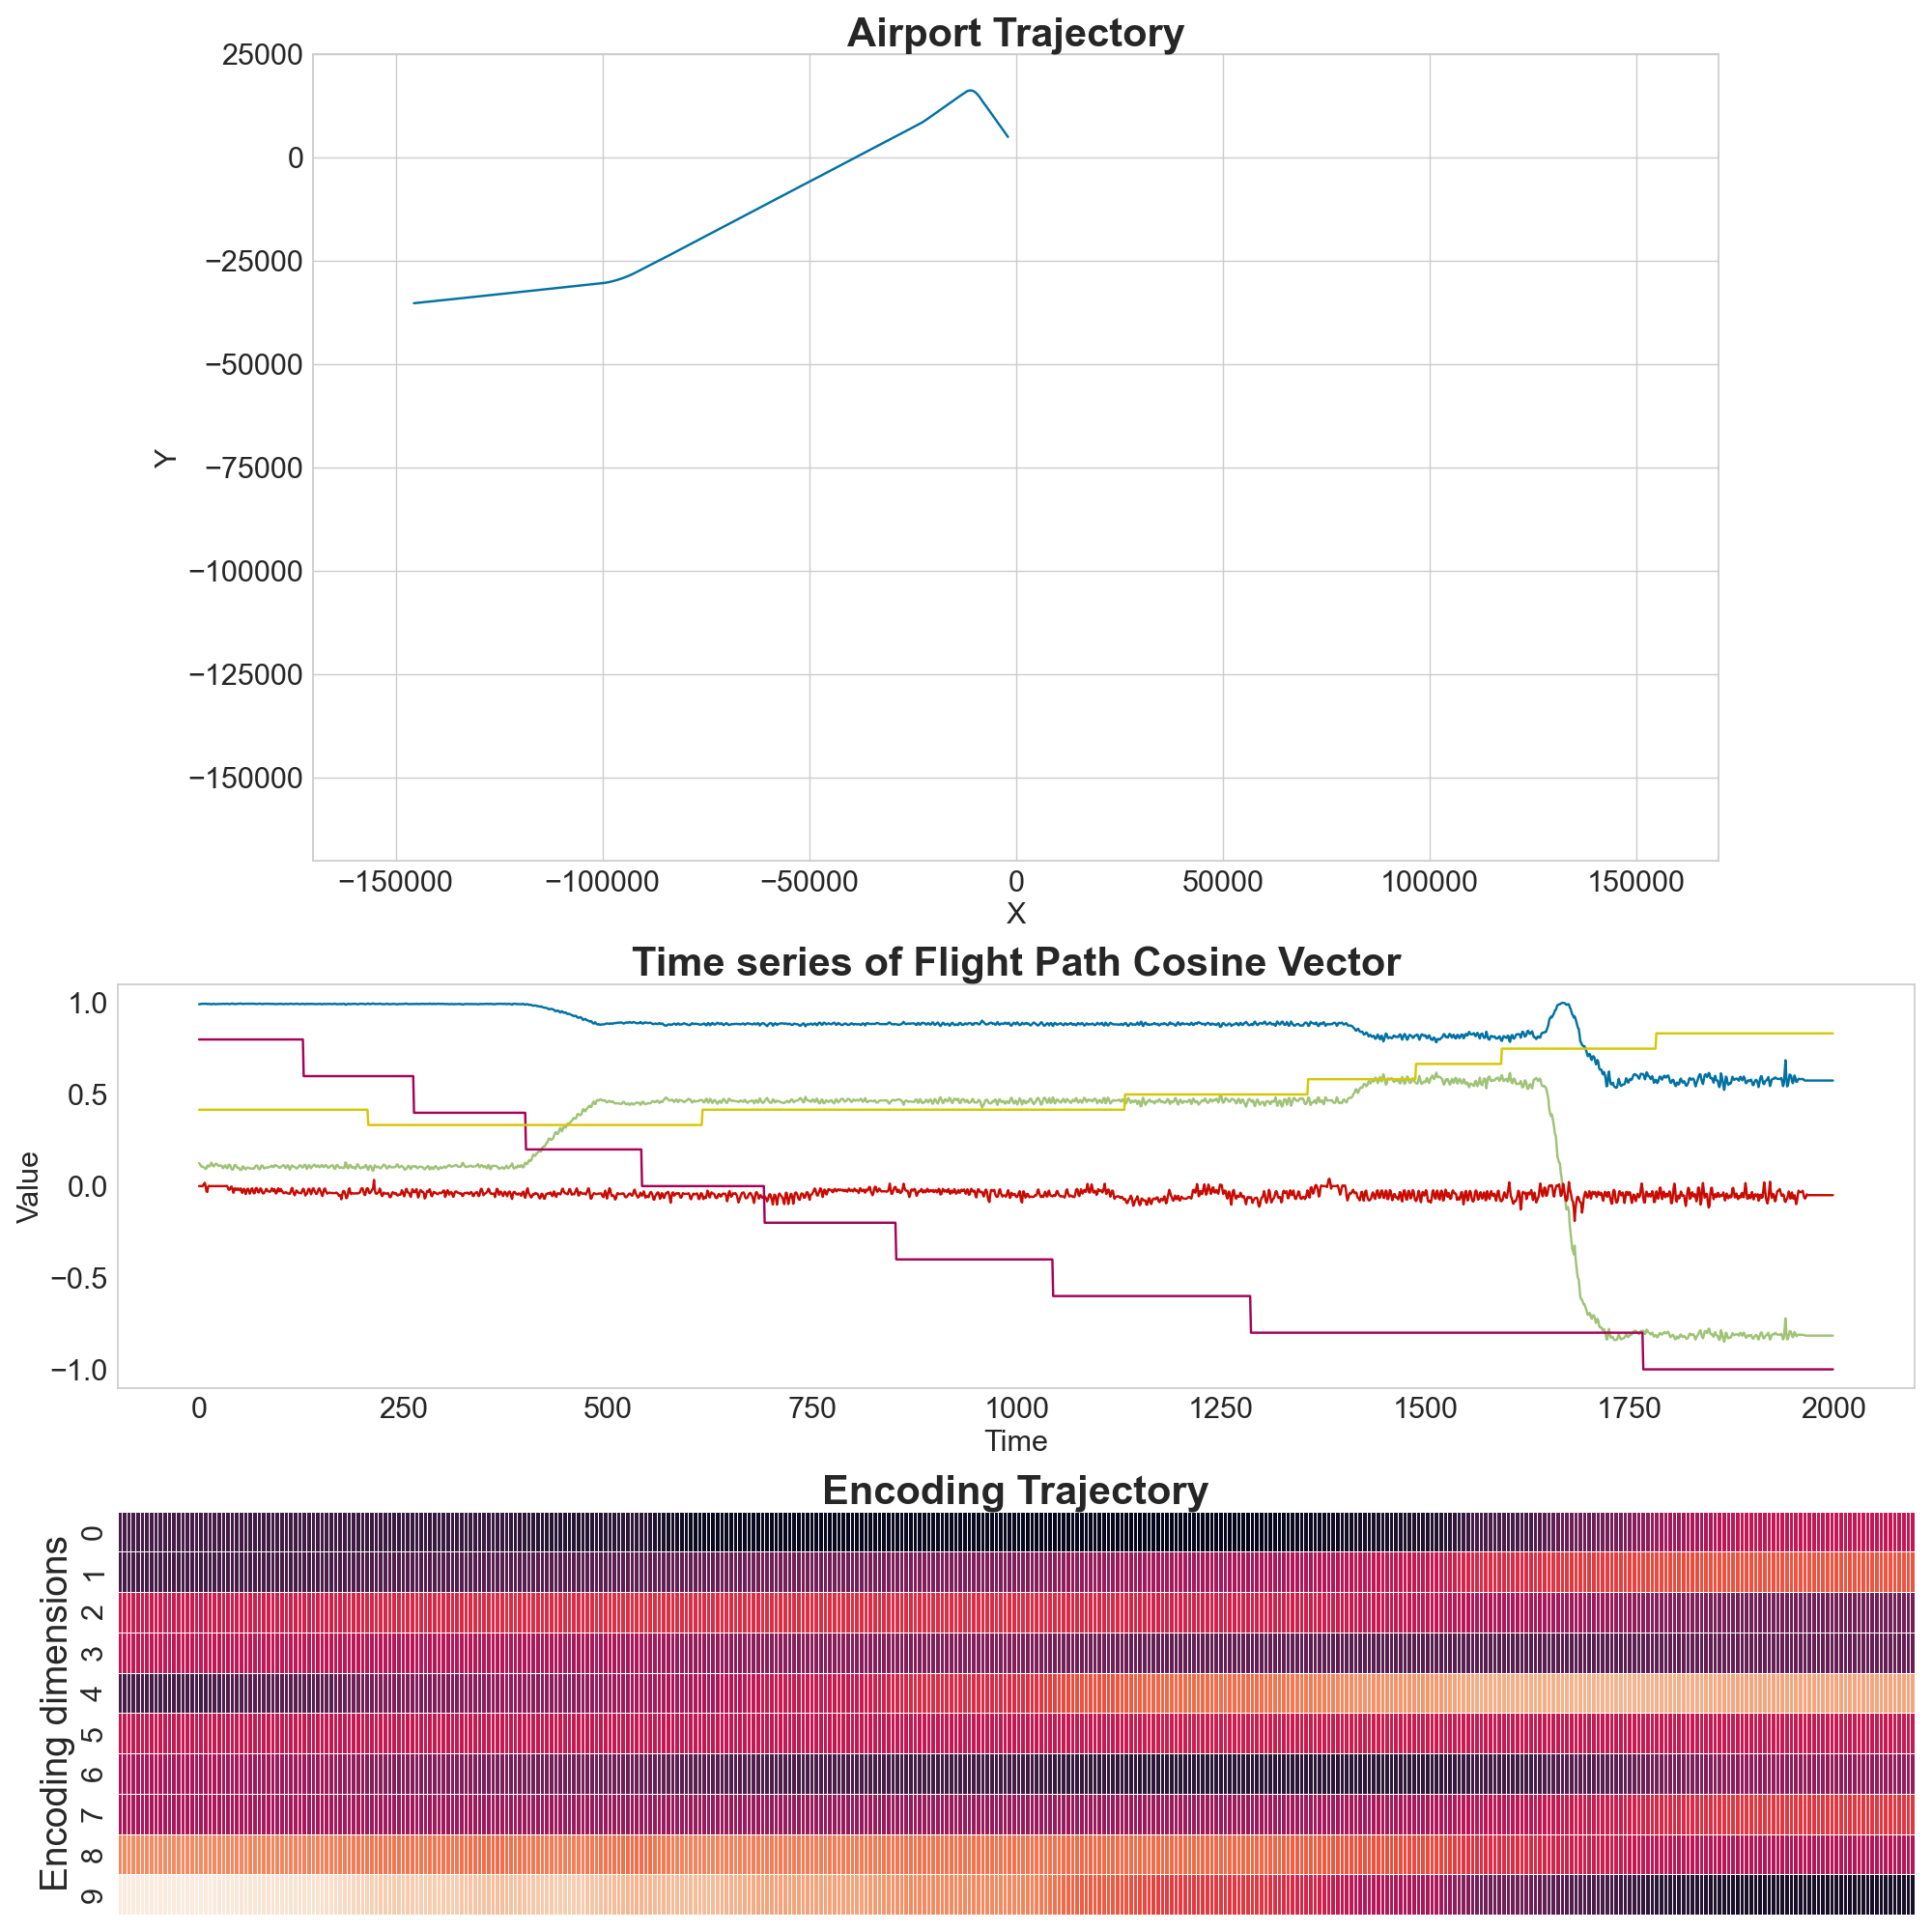 Airport Trajectory
25000
0
−25000
−50000
−75000
−100000
−125000
−150000
Y
−150000 −100000 −50000 0 50000 100000 150000
X
Time series of Flight Path Cosine Vector
1.0
0.5
0.0
−0.5
−1.0
Value
0 250 500 750 1000 1250 1500 1750 2000
Time
Encoding Trajectory
Encoding dimensions
0
1
2
3
4
5
6
7
8
9